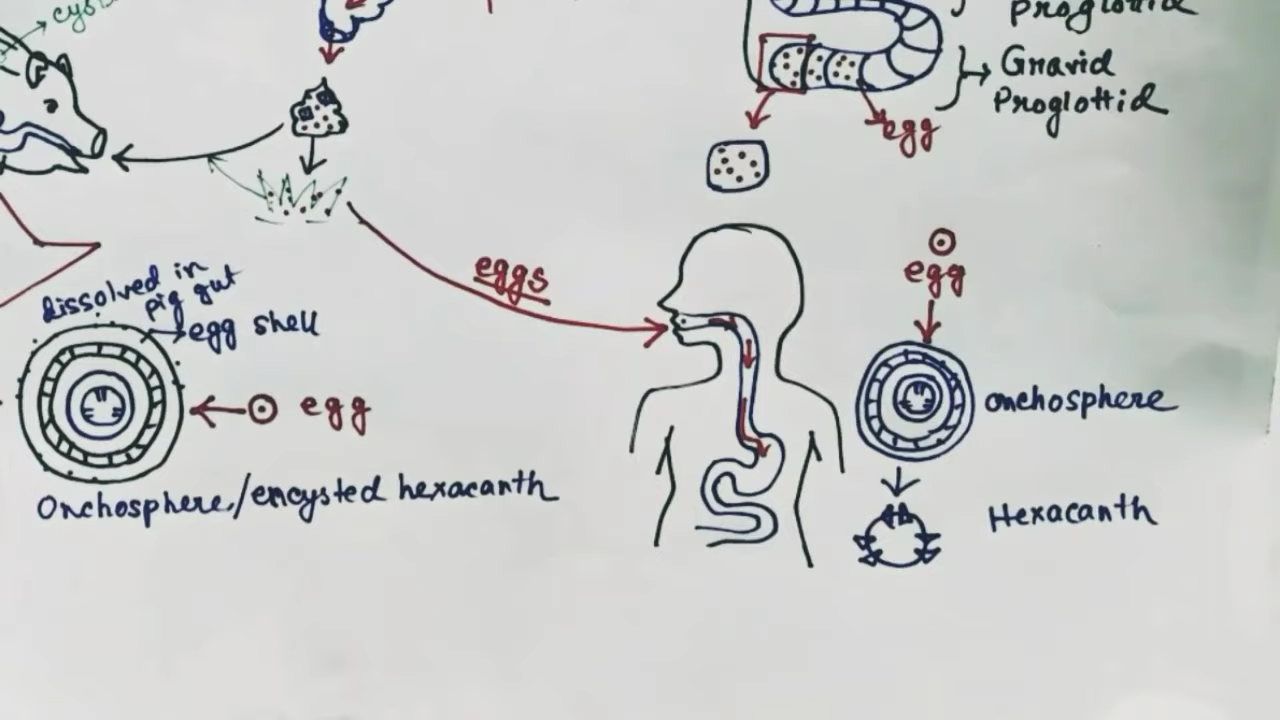 Proglottid
Gravid
Proglottid
egg
eggs
egg
dissolved in
pig gut
egg shell
egg
onchosphere
Onchosphere/encysted hexacanth
Hexacanth